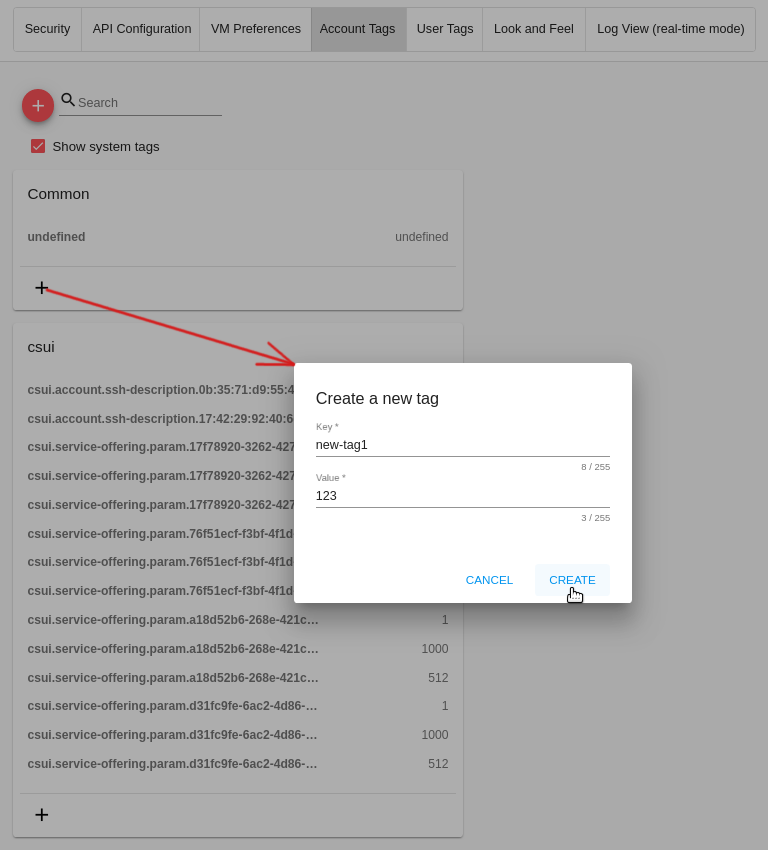 Security API Configuration VM Preferences Account Tags User Tags Look and Feel Log View (real-time mode)
Search
Show system tags
Common
undefined undefined
csui
csui.account.ssh-description.0b:35:71:d9:55:4
csui.account.ssh-description.17:42:29:92:40:6
csui.service-offering.param.17f78920-3262-427
csui.service-offering.param.17f78920-3262-427
csui.service-offering.param.17f78920-3262-427
csui.service-offering.param.76f51ecf-f3bf-4f1d
csui.service-offering.param.76f51ecf-f3bf-4f1d
csui.service-offering.param.76f51ecf-f3bf-4f1d
csui.service-offering.param.a18d52b6-268e-421c... 1
csui.service-offering.param.a18d52b6-268e-421c... 1000
csui.service-offering.param.a18d52b6-268e-421c... 512
csui.service-offering.param.d31fc9fe-6ac2-4d86-... 1
csui.service-offering.param.d31fc9fe-6ac2-4d86-... 1000
csui.service-offering.param.d31fc9fe-6ac2-4d86-... 512
Create a new tag
Key *
new-tag1
8 / 255
Value *
123
3 / 255
CANCEL CREATE